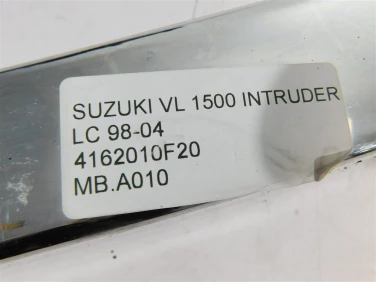 SUZUKI VL 1500 INTRUDER
LC 98-04
4162010F20
MB.A010